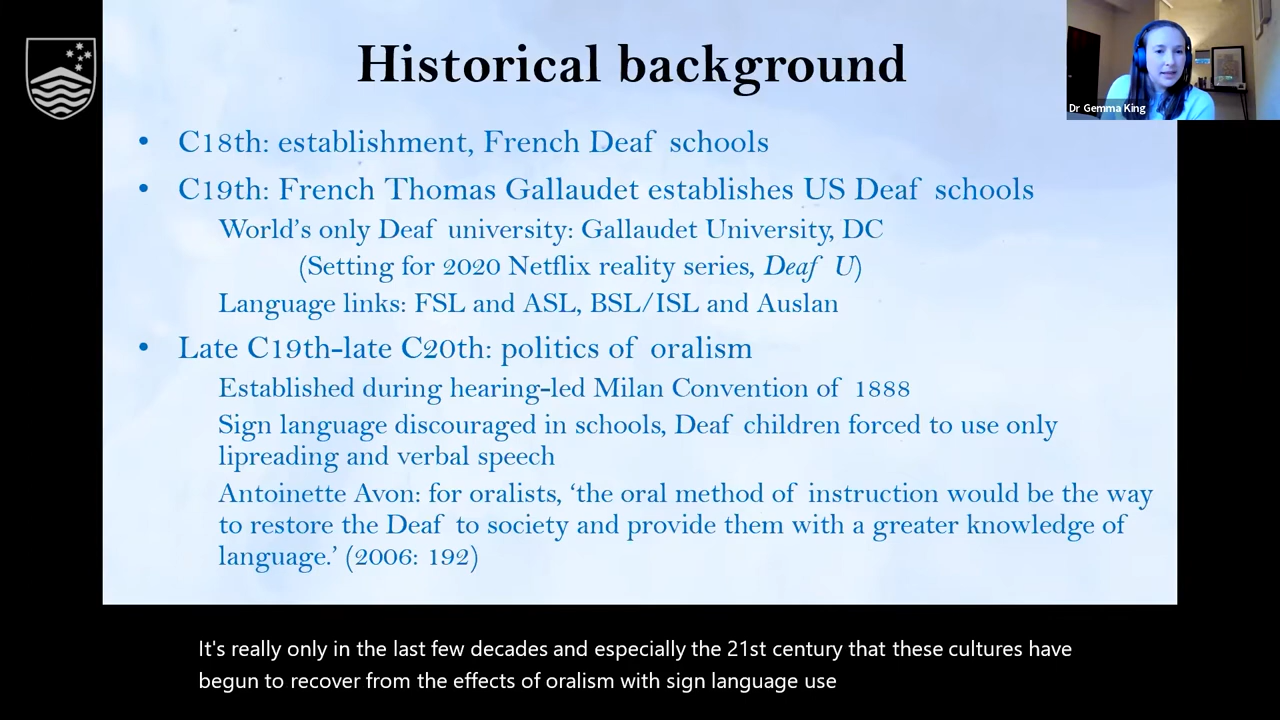 Historical background
Dr Gemma King
• C18th: establishment, French Deaf schools
• C19th: French Thomas Gallaudet establishes US Deaf schools
World's only Deaf university: Gallaudet University, DC
(Setting for 2020 Netflix reality series, Deaf U)
Language links: FSL and ASL, BSL/ISL and Auslan
• Late C19th-late C20th: politics of oralism
Established during hearing-led Milan Convention of 1888
Sign language discouraged in schools, Deaf children forced to use only
lipreading and verbal speech
Antoinette Avon: for oralists, 'the oral method of instruction would be the way
to restore the Deaf to society and provide them with a greater knowledge of
language.' (2006: 192)
It's really only in the last few decades and especially the 21st century that these cultures have
begun to recover from the effects of oralism with sign language use